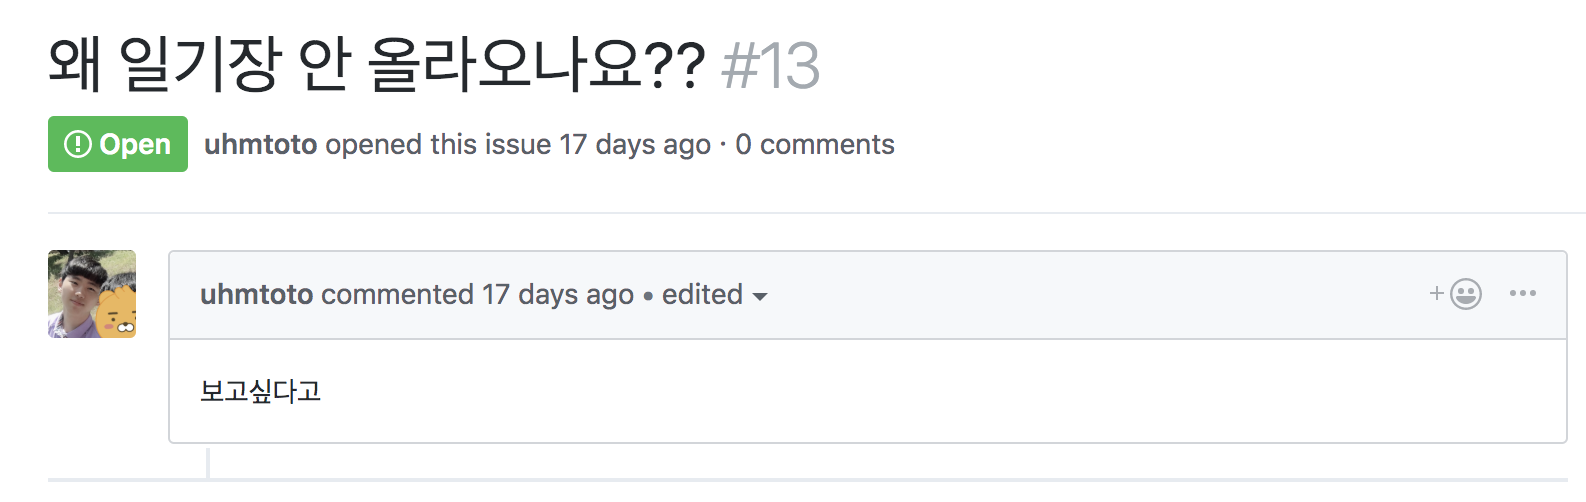 왜 일기장 안 올라오나요?? #13
Open uhmtoto opened this issue 17 days ago · 0 comments
uhmtoto commented 17 days ago • edited
보고싶다고